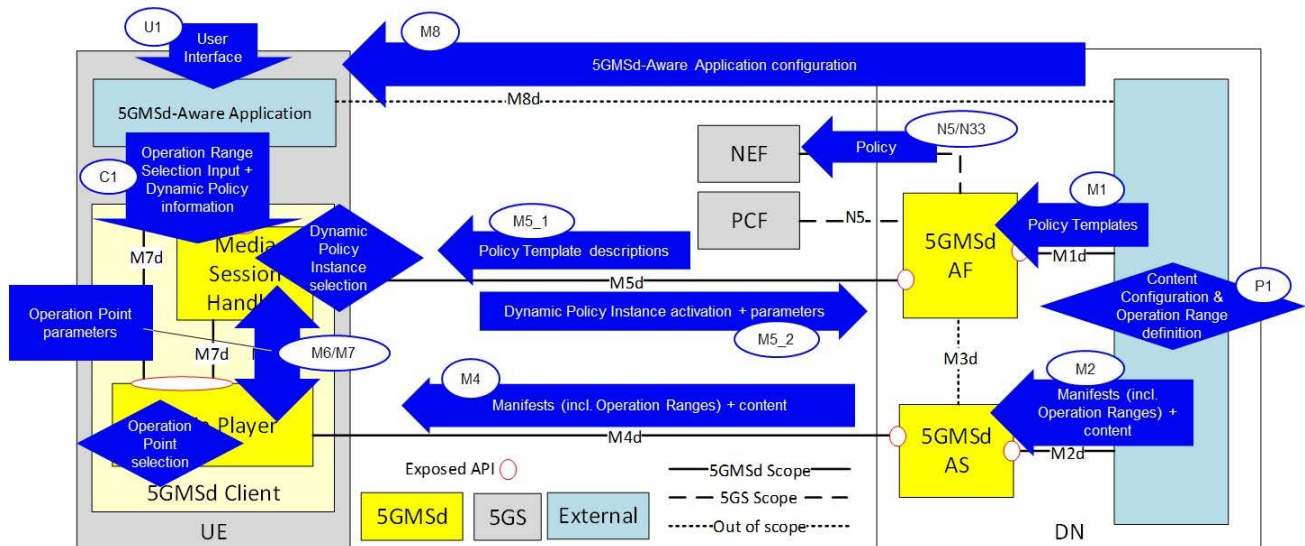 U1
User
Interface
M8
5GMSd-Aware Application configuration
M8d
5GMSd-Aware Application
N5/N33
NEF
Policy
Operation Range
Selection Input +
Dynamic Policy
information
C1
M1
Policy Templates
M5_1
PCF
N5
5GMSd
AF
M1d
Dynamic
Policy
Instance
selection
Policy Template descriptions
Media
Session
M7d
M5d
Content
Configuration &
Operation Range
definition
P1
Operation Point
parameters
Dynamic Policy Instance activation + parameters
M5_2
M7d
M6/M7
M3d
M4
M2
Manifests (incl. Operation Ranges) + content
Manifests (incl.
Operation Ranges) +
content
Player
Operation
Point
selection
M4d
5GMSd
AS
M2d
Exposed API
5GMSd Scope
5GS Scope
Out of scope
5GMSd Client
5GMSd
5GS
External
UE
DN